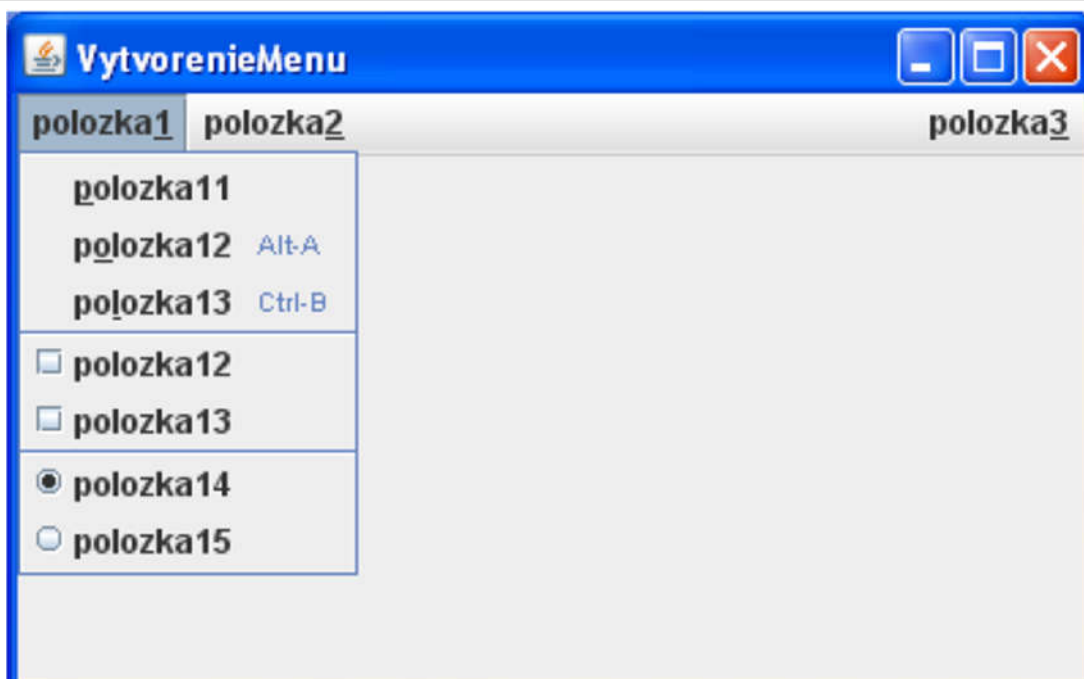 VytvorenieMenu
polozka1 polozka2 polozka3
polozka11
polozka12 Alt-A
polozka13 Ctrl-B
polozka12
polozka13
polozka14
polozka15